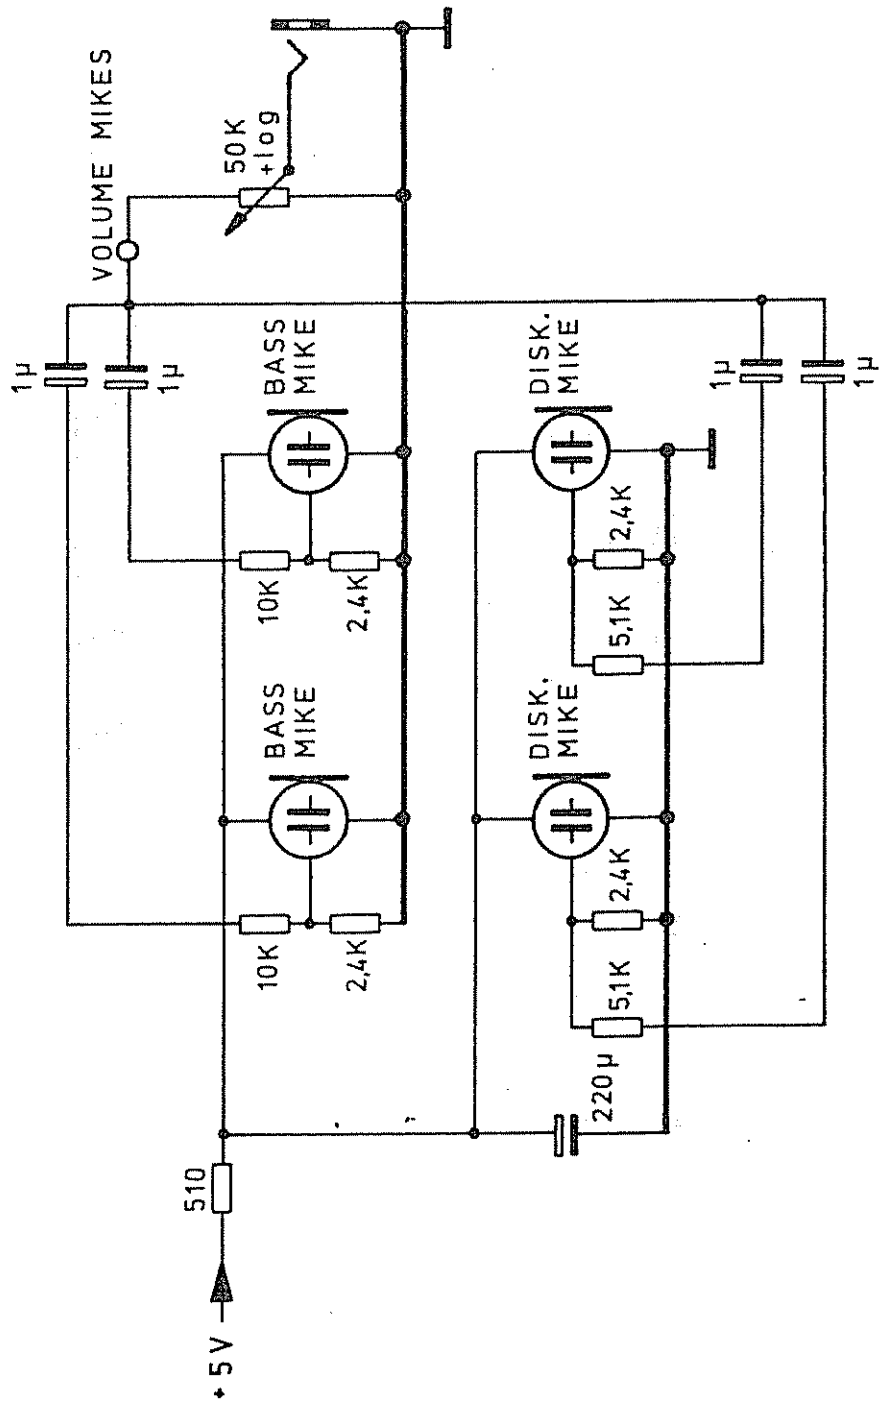 1µ
VOLUME MIKES
1µ
510
+5V
50K
+log
BASS
MIKE
BASS
MIKE
10K
10K
2,4K
2,4K
DISK.
MIKE
DISK.
MIKE
220µ
5,1K
2,4K
5,1K
2,4K
1µ
1µ